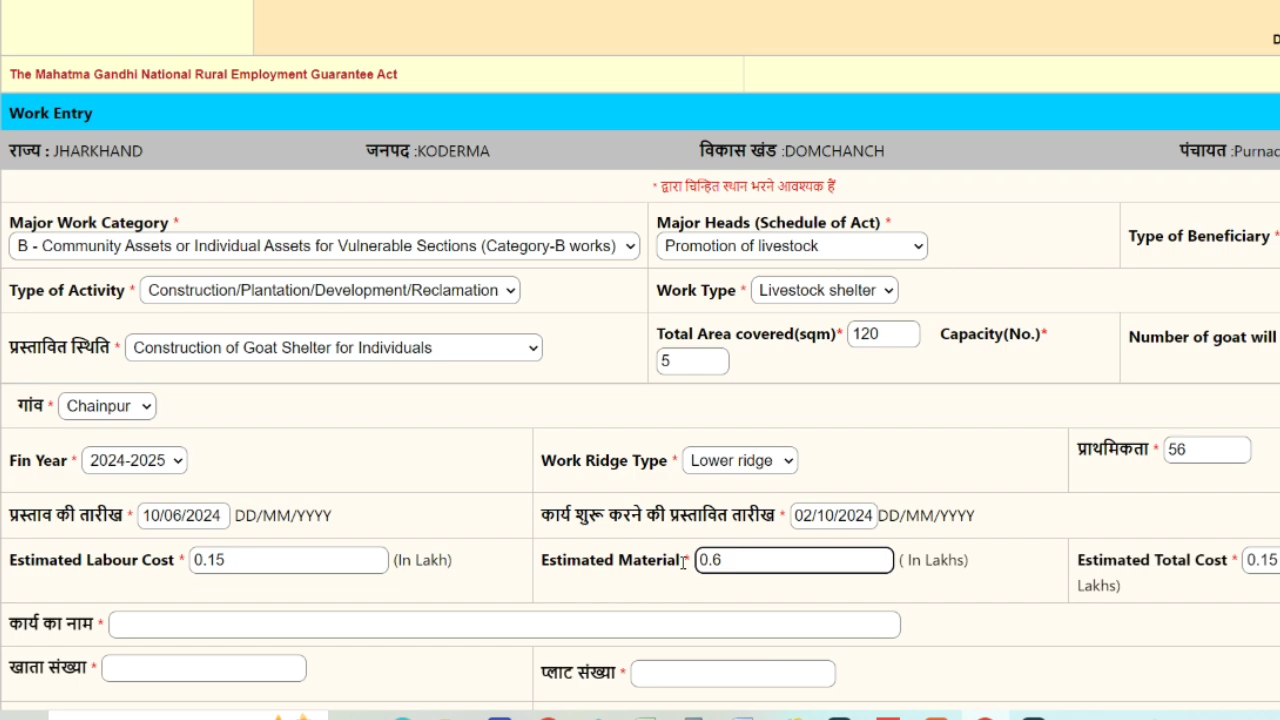 D
The Mahatma Gandhi National Rural Employment Guarantee Act
Work Entry
राज्य : JHARKHAND जनपद :KODERMA विकास खंड :DOMCHANCH पंचायत :Purnac
* द्वारा चिन्हित स्थान भरने आवश्यक हैं
Major Work Category * Major Heads (Schedule of Act) *
B - Community Assets or Individual Assets for Vulnerable Sections (Category-B works) Promotion of livestock Type of Beneficiary *
Type of Activity * Construction/Plantation/Development/Reclamation Work Type * Livestock shelter
प्रस्तावित स्थिति * Construction of Goat Shelter for Individuals Total Area covered(sqm)* 120 Capacity(No.)* Number of goat will
5
गांव * Chainpur
Fin Year * 2024-2025 Work Ridge Type * Lower ridge प्राथमिकता * 56
प्रस्ताव की तारीख * 10/06/2024 DD/MM/YYYY कार्य शुरू करने की प्रस्तावित तारीख * 02/10/2024 DD/MM/YYYY
Estimated Labour Cost * 0.15 (In Lakh) Estimated Material * 0.6 ( In Lakhs) Estimated Total Cost * 0.15
Lakhs)
कार्य का नाम *
खाता संख्या * प्लाट संख्या *